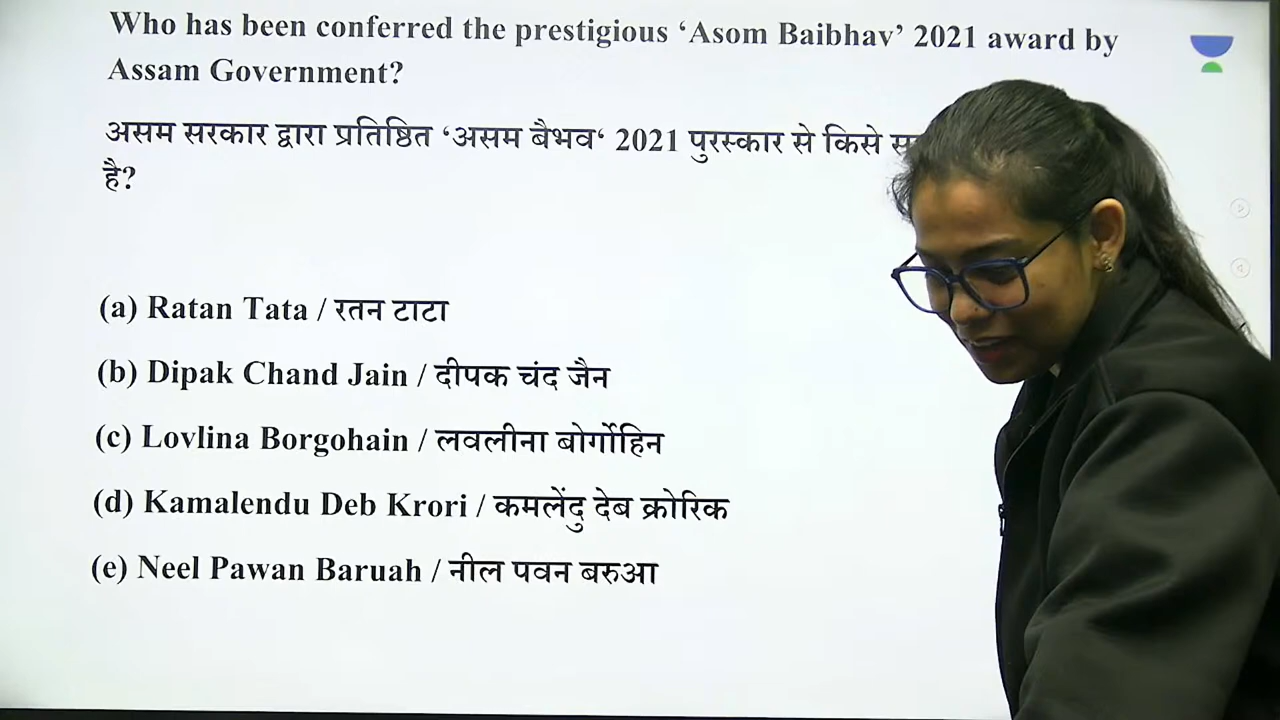 Who has been conferred the prestigious ‘Asom Baibhav’ 2021 award by
Assam Government?
असम सरकार द्वारा प्रतिष्ठित ‘असम बैभव‘ 2021 पुरस्कार से किसे
है?
(a) Ratan Tata / रतन टाटा
(b) Dipak Chand Jain / दीपक चंद जैन
(c) Lovlina Borgohain / लवलीना बोर्गोहिन
(d) Kamalendu Deb Krori / कमलेंदु देब क्रोरिक
(e) Neel Pawan Baruah / नील पवन बरुआ